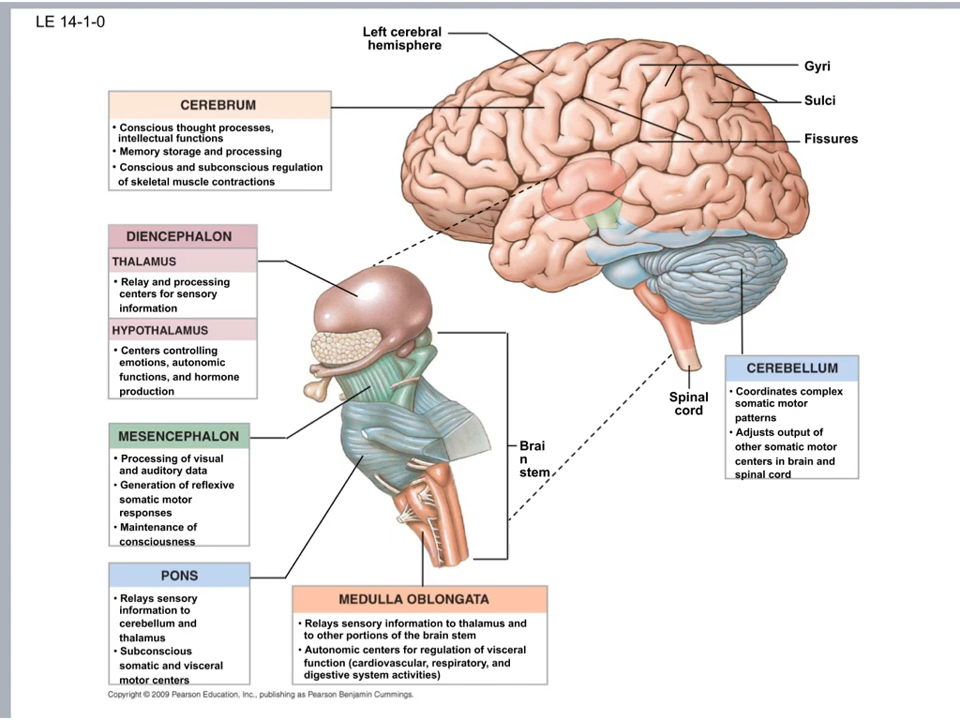 LE 14-1-0
Left cerebral
hemisphere
Gyri
Sulci
Fissures
CEREBRUM
• Conscious thought processes,
intellectual functions
• Memory storage and processing
• Conscious and subconscious regulation
of skeletal muscle contractions
DIENCEPHALON
THALAMUS
• Relay and processing
centers for sensory
information
HYPOTHALAMUS
• Centers controlling
emotions, autonomic
functions, and hormone
production
MESENCEPHALON
• Processing of visual
and auditory data
• Generation of reflexive
somatic motor
responses
• Maintenance of
consciousness
PONS
• Relays sensory
information to
cerebellum and
thalamus
• Subconscious
somatic and visceral
motor centers
Brai
n
stem
Spinal
cord
CEREBELLUM
• Coordinates complex
somatic motor
patterns
• Adjusts output of
other somatic motor
centers in brain and
spinal cord
MEDULLA OBLONGATA
• Relays sensory information to thalamus and
to other portions of the brain stem
• Autonomic centers for regulation of visceral
function (cardiovascular, respiratory, and
digestive system activities)
Copyright © 2009 Pearson Education, Inc., publishing as Pearson Benjamin Cummings.